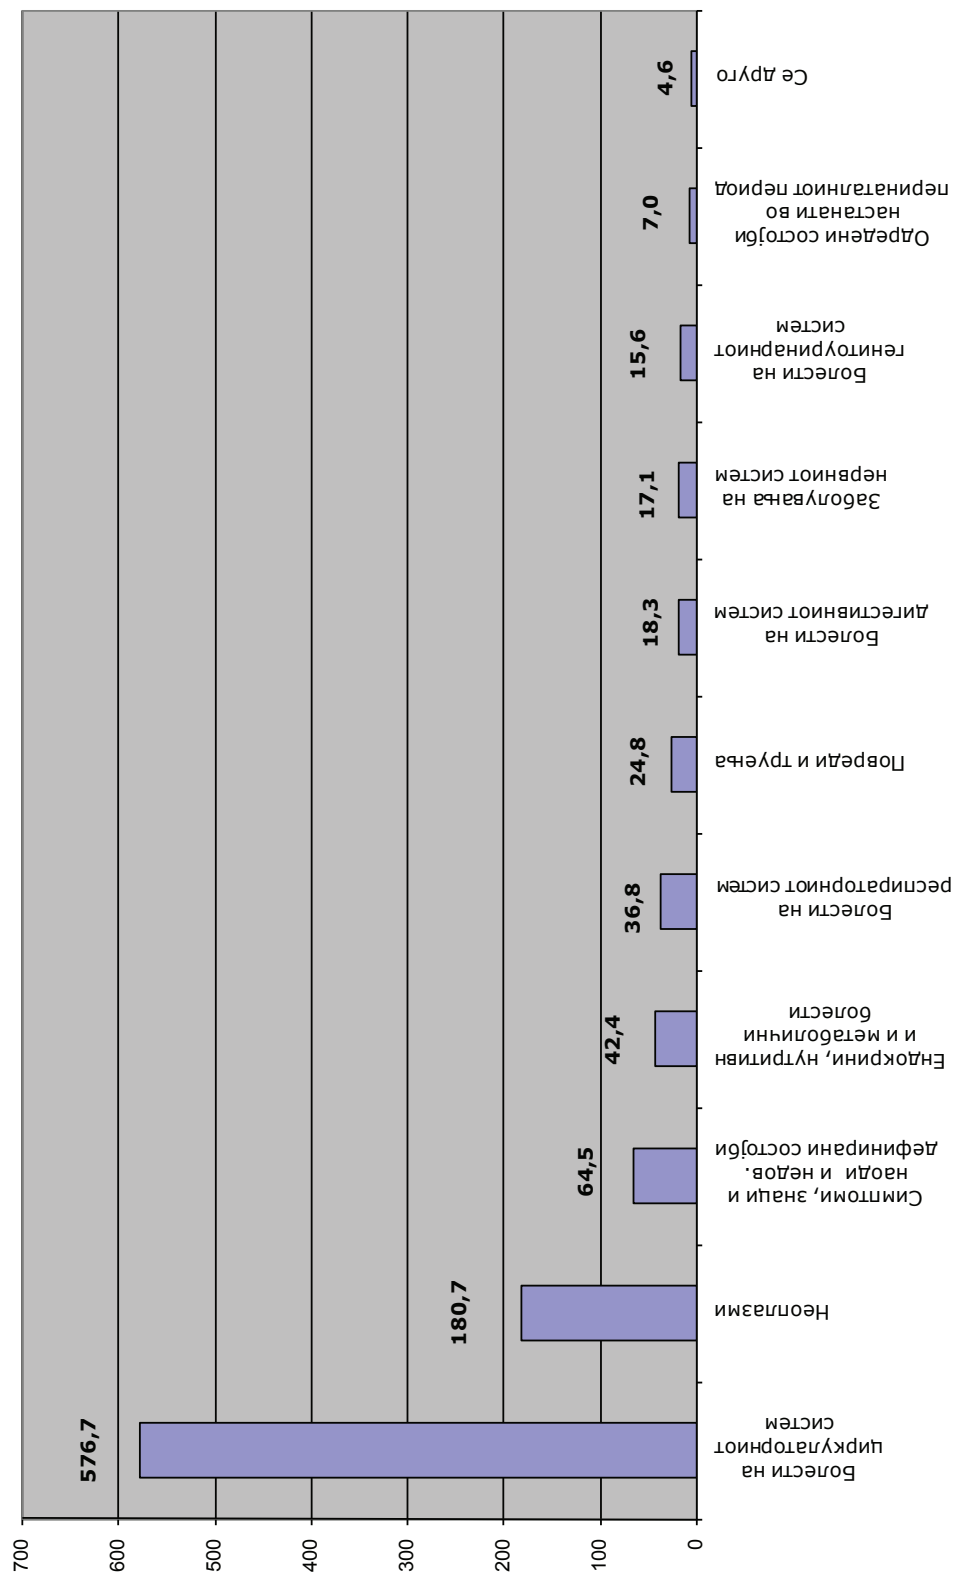 700
600
500
400
300
200
100
0
576,7
180,7
64,5
42,4
36,8
24,8
18,3
17,1
15,6
7,0
4,6
Болести на
циркулаторниот
систем
Неоплазми
Симптоми, знаци и
наоди и недов.
дефинирани состојби
Ендокрини, нутритивн
и и метаболични
болести
Болести на
респираторниот систем
Повреди и труења
Болести на
дигестивниот систем
Заболувања на
нервниот систем
Болести на
генитоуринарниот
систем
Одредени состојби
настанати во
перинаталниот период
Се друго